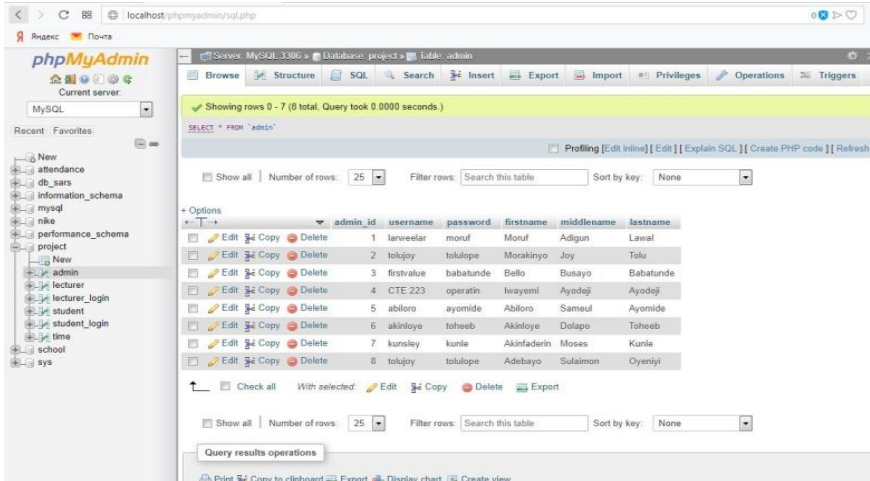 localhost/phpmyadmin/sql.php
Яндекс Почта
phpMyAdmin
Current server:
MySQL
Recent Favorites
New
attendance
db_sars
information_schema
mysql
nike
performance_schema
project
New
admin
lecturer
lecturer_login
student
student_login
time
school
sys
Server: MySQL:3306 » Database: project » Table: admin
Browse Structure SQL Search Insert Export Import Privileges Operations Triggers
Showing rows 0 - 7 (8 total, Query took 0.0000 seconds.)
SELECT * FROM `admin`
Profiling [Edit inline] [ Edit ] [ Explain SQL ] [ Create PHP code ] [ Refresh
Show all | Number of rows: 25 Filter rows: Search this table Sort by key: None
+ Options
admin_id username password firstname middlename lastname
Edit Copy Delete 1 larweelar moruf Moruf Adigun Lawal
Edit Copy Delete 2 tolujoy tolulope Morakinyo Joy Tolu
Edit Copy Delete 3 firstvalue babatunde Bello Busayo Babatunde
Edit Copy Delete 4 CTE 223 operatin Iwayemi Ayodeji Ayodeji
Edit Copy Delete 5 abiloro ayomide Abiloro Sameul Ayomide
Edit Copy Delete 6 akinloye toheeb Akinloye Dolapo Toheeb
Edit Copy Delete 7 kunsley kunle Akinfaderin Moses Kunle
Edit Copy Delete 8 tolujoy tolulope Adebayo Sulaimon Oyeniyi
Check all With selected: Edit Copy Delete Export
Show all | Number of rows: 25 Filter rows: Search this table Sort by key: None
Query results operations
Print Copy to clipboard Export Display chart Create view